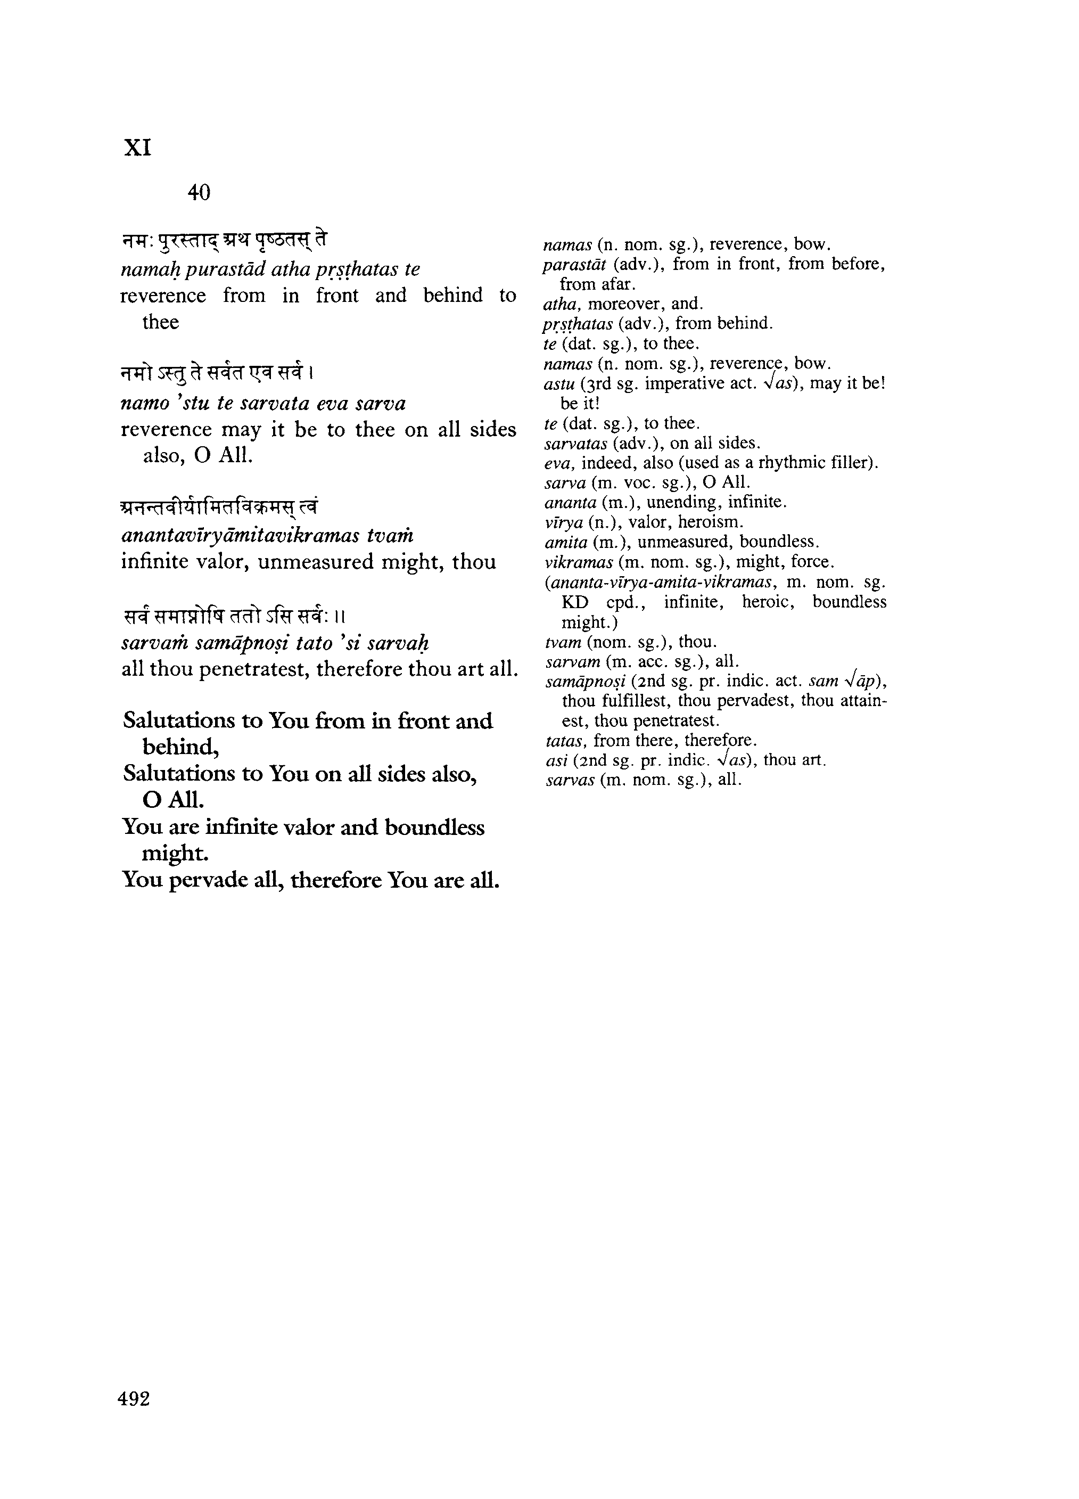 XI
40
नमः पुरस्ताद् अथ पृष्ठतस् ते
namaḥ purastād atha pṛṣṭhatas te
reverence from in front and behind to
thee
नमो ऽस्तु ते सर्वत एव सर्व ।
namo 'stu te sarvata eva sarva
reverence may it be to thee on all sides
also, O All.
अनन्तवीर्यामितविक्रमस् त्वं
anantavīryāmitavikramas tvaṁ
infinite valor, unmeasured might, thou
सर्वं समाप्नोषि ततो ऽसि सर्वः ॥
sarvaṁ samāpnoṣi tato 'si sarvaḥ
all thou penetratest, therefore thou art all.
Salutations to You from in front and
behind,
Salutations to You on all sides also,
O All.
You are infinite valor and boundless
might.
You pervade all, therefore You are all.
namas (n. nom. sg.), reverence, bow.
parastāt (adv.), from in front, from before,
from afar.
atha, moreover, and.
pṛṣṭhatas (adv.), from behind.
te (dat. sg.), to thee.
namas (n. nom. sg.), reverence, bow.
astu (3rd sg. imperative act. √as), may it be!
be it!
te (dat. sg.), to thee.
sarvatas (adv.), on all sides.
eva, indeed, also (used as a rhythmic filler).
sarva (m. voc. sg.), O All.
ananta (m.), unending, infinite.
vīrya (n.), valor, heroism.
amita (m.), unmeasured, boundless.
vikramas (m. nom. sg.), might, force.
(ananta-vīrya-amita-vikramas, m. nom. sg.
KD cpd., infinite, heroic, boundless
might.)
tvam (nom. sg.), thou.
sarvam (m. acc. sg.), all.
samāpnoṣi (2nd sg. pr. indic. act. sam √āp),
thou fulfillest, thou pervadest, thou attain-
est, thou penetratest.
tatas, from there, therefore.
asi (2nd sg. pr. indic. √as), thou art.
sarvas (m. nom. sg.), all.
492